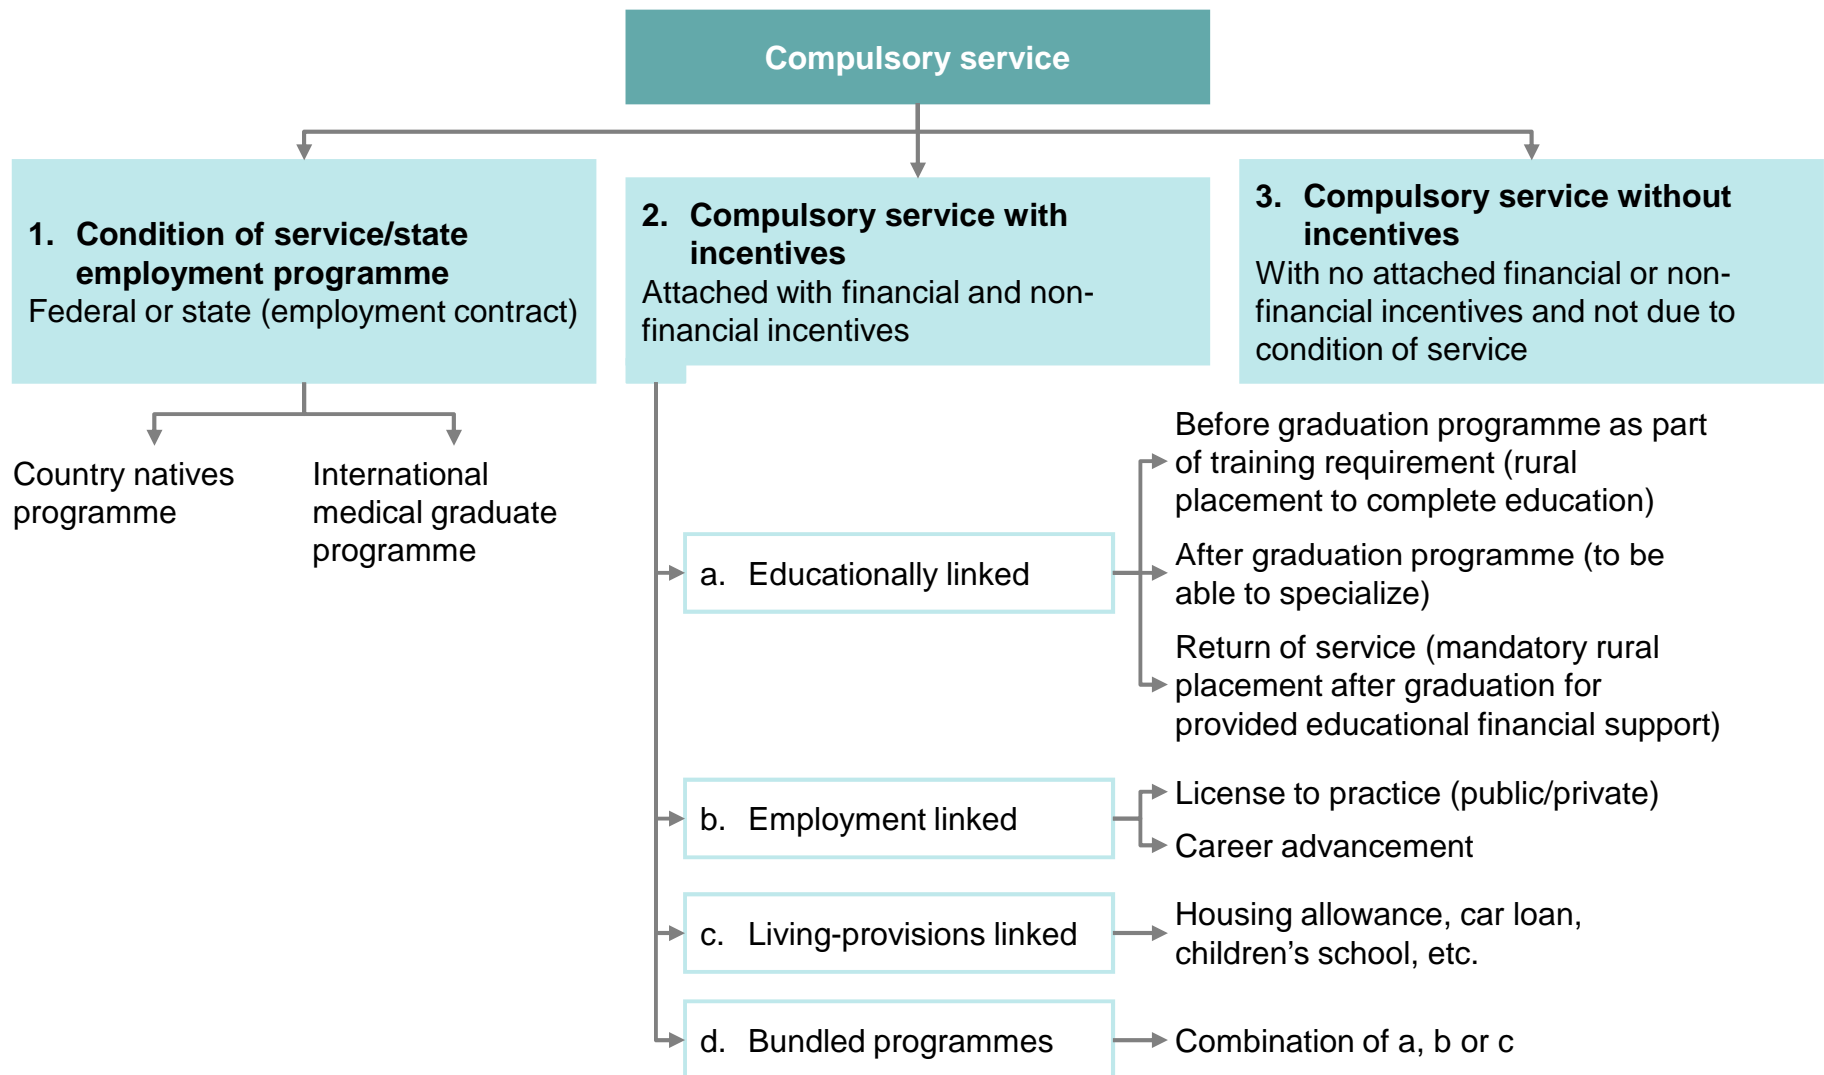 Compulsory service
1. Condition of service/state
employment programme
Federal or state (employment contract)
Country natives
programme
International
medical graduate
programme
2. Compulsory service with
incentives
Attached with financial and non-
financial incentives
3. Compulsory service without
incentives
With no attached financial or non-
financial incentives and not due to
condition of service
a. Educationally linked
Before graduation programme as part
of training requirement (rural
placement to complete education)
After graduation programme (to be
able to specialize)
Return of service (mandatory rural
placement after graduation for
provided educational financial support)
b. Employment linked
License to practice (public/private)
Career advancement
c. Living-provisions linked
Housing allowance, car loan,
children’s school, etc.
d. Bundled programmes
Combination of a, b or c